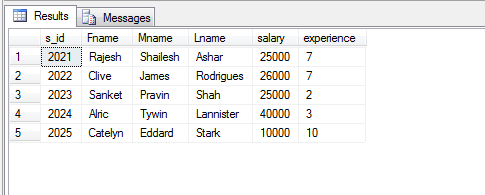 Results Messages
s_id Fname Mname Lname salary experience
1 2021 Rajesh Shailesh Ashar 25000 7
2 2022 Clive James Rodrigues 26000 7
3 2023 Sanket Pravin Shah 25000 2
4 2024 Alric Tywin Lannister 40000 3
5 2025 Catelyn Eddard Stark 10000 10